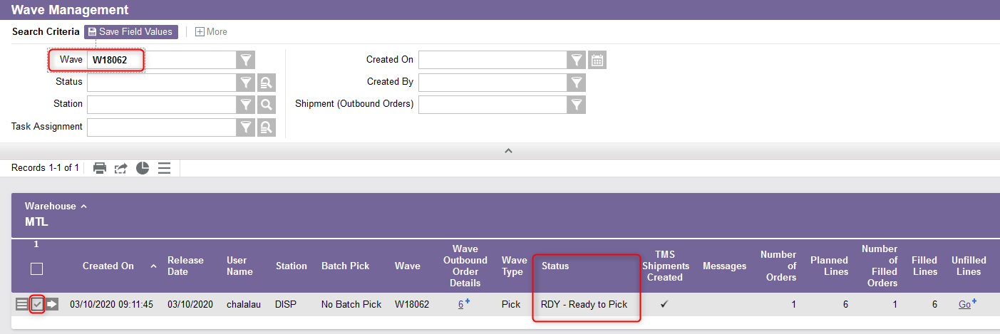 Wave Management
Search Criteria Save Field Values More
Wave W18062 Created On
Status Created By
Station Shipment (Outbound Orders)
Task Assignment
Records 1-1 of 1
Warehouse
MTL
1
Created On Release Date User Name Station Batch Pick Wave Wave Outbound Order Details Wave Type Status TMS Shipments Created Messages Number of Orders Planned Lines Number of Filled Orders Filled Lines Unfilled Lines
03/10/2020 09:11:45 03/10/2020 chalalau DISP No Batch Pick W18062 6+ Pick RDY - Ready to Pick ✓ 1 6 1 6 Go+